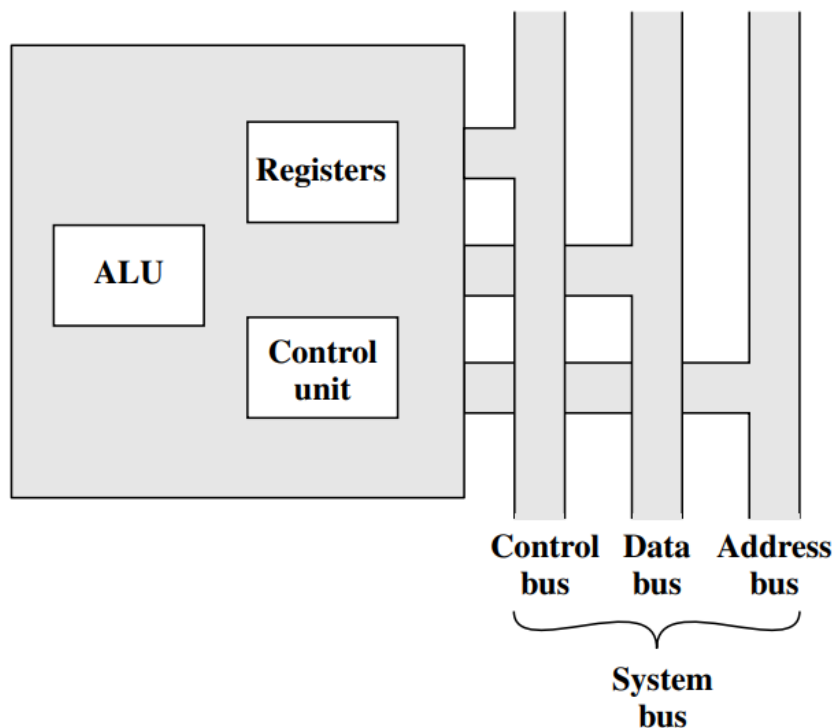 Registers
ALU
Control
unit
Control
bus
Data
bus
Address
bus
System
bus